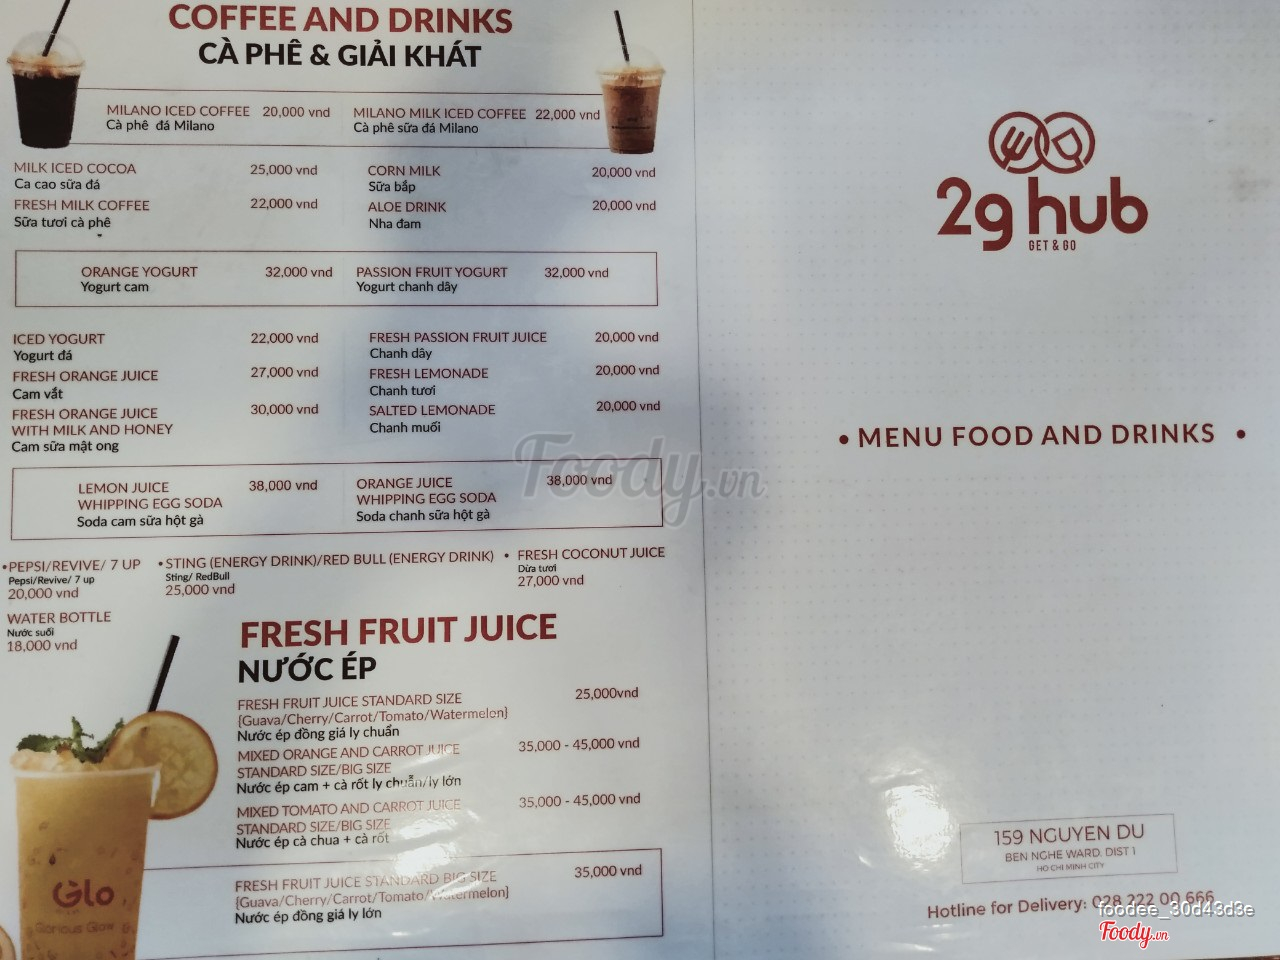 COFFEE AND DRINKS
CÀ PHÊ & GIẢI KHÁT
MILANO ICED COFFEE 20,000 vnd
Cà phê đá Milano
MILANO MILK ICED COFFEE 22,000 vnd
Cà phê sữa đá Milano
MILK ICED COCOA 25,000 vnd
Ca cao sữa đá
FRESH MILK COFFEE 22,000 vnd
Sữa tươi cà phê
CORN MILK 20,000 vnd
Sữa bắp
ALOE DRINK 20,000 vnd
Nha đam
ORANGE YOGURT 32,000 vnd
Yogurt cam
PASSION FRUIT YOGURT 32,000 vnd
Yogurt chanh dây
ICED YOGURT 22,000 vnd
Yogurt đá
FRESH ORANGE JUICE 27,000 vnd
Cam vắt
FRESH ORANGE JUICE 30,000 vnd
WITH MILK AND HONEY
Cam sữa mật ong
FRESH PASSION FRUIT JUICE 20,000 vnd
Chanh dây
FRESH LEMONADE 20,000 vnd
Chanh tươi
SALTED LEMONADE 20,000 vnd
Chanh muối
LEMON JUICE 38,000 vnd
WHIPPING EGG SODA
Soda cam sữa hột gà
ORANGE JUICE 38,000 vnd
WHIPPING EGG SODA
Soda chanh sữa hột gà
•PEPSI/REVIVE/ 7 UP
Pepsi/Revive/ 7 up
20,000 vnd
• STING (ENERGY DRINK)/RED BULL (ENERGY DRINK)
Sting/ RedBull
25,000 vnd
• FRESH COCONUT JUICE
Dừa tươi
27,000 vnd
WATER BOTTLE
Nước suối
18,000 vnd
FRESH FRUIT JUICE
NƯỚC ÉP
FRESH FRUIT JUICE STANDARD SIZE 25,000vnd
{Guava/Cherry/Carrot/Tomato/Watermelon}
Nước ép đồng giá ly chuẩn
MIXED ORANGE AND CARROT JUICE 35,000 - 45,000 vnd
STANDARD SIZE/BIG SIZE
Nước ép cam + cà rốt ly chuẩn/ly lớn
MIXED TOMATO AND CARROT JUICE 35,000 - 45,000 vnd
STANDARD SIZE/BIG SIZE
Nước ép cà chua + cà rốt
FRESH FRUIT JUICE STANDARD BIG SIZE 35,000 vnd
{Guava/Cherry/Carrot/Tomato/Watermelon}
Nước ép đồng giá ly lớn
Glo
Glorious Glow
2g hub
GET & GO
• MENU FOOD AND DRINKS •
159 NGUYEN DU
BEN NGHE WARD, DIST 1
HO CHI MINH CITY
Hotline for Delivery: 028 222 00 666
foodee_30d43d3e
Foody.vn
Foody.vn